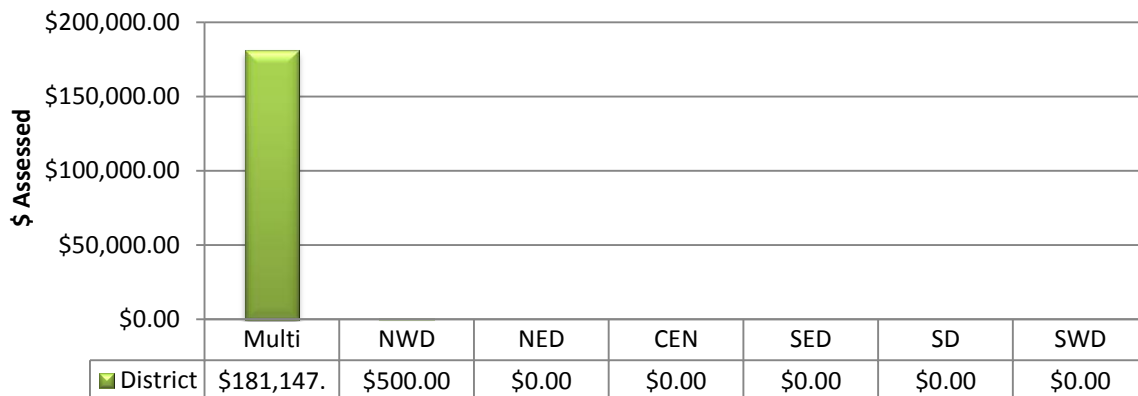 $200,000.00
$150,000.00
$100,000.00
$50,000.00
$0.00
$ Assessed
Multi NWD NED CEN SED SD SWD
District $181,147. $500.00 $0.00 $0.00 $0.00 $0.00 $0.00